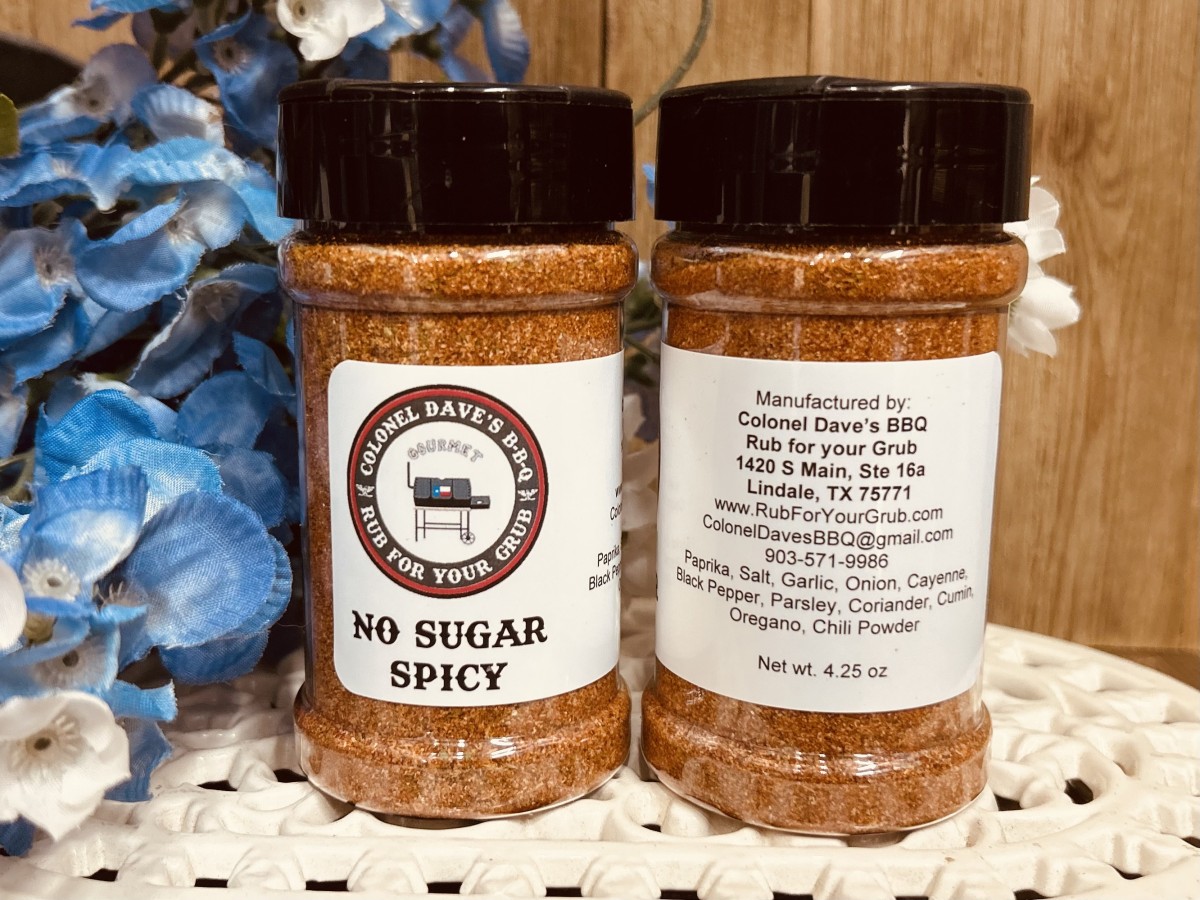 COLONEL DAVE'S B-B-Q
GOURMET
RUB FOR YOUR GRUB
NO SUGAR
SPICY
Black
Manufactured by:
Colonel Dave's BBQ
Rub for your Grub
1420 S Main, Ste 16a
Lindale, TX 75771
www.RubForYourGrub.com
ColonelDavesBBQ@gmail.com
903-571-9986
Paprika, Salt, Garlic, Onion, Cayenne,
Black Pepper, Parsley, Coriander, Cumin,
Oregano, Chili Powder
Net wt. 4.25 oz